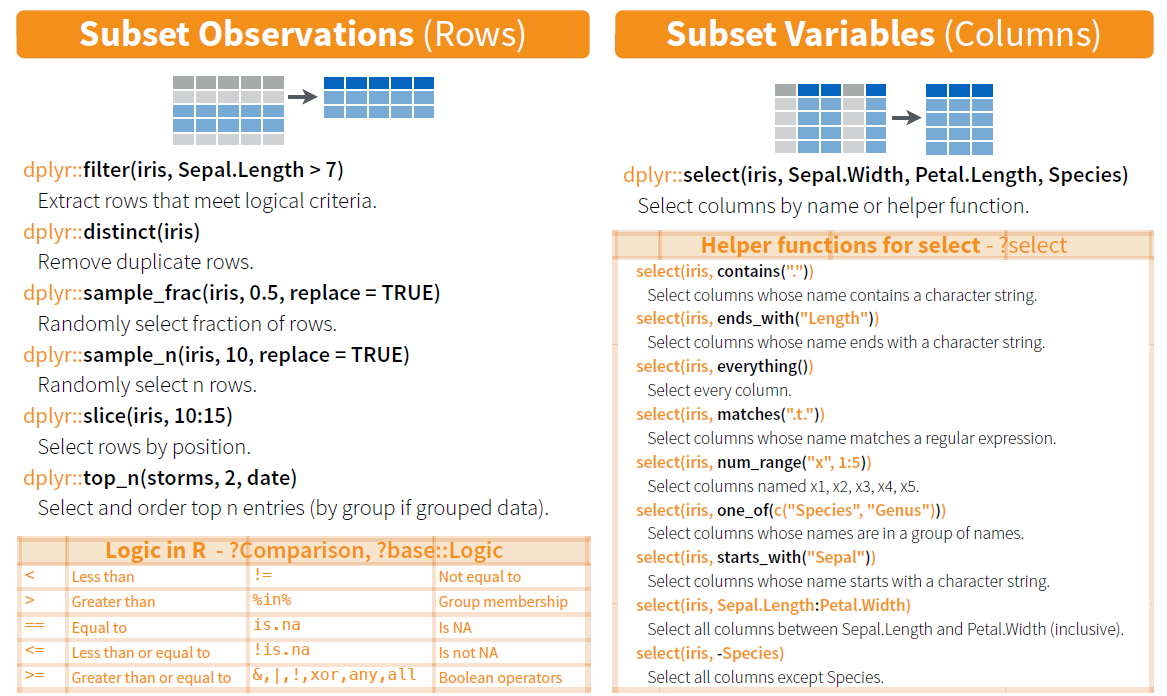 Subset Observations (Rows)
dplyr::filter(iris, Sepal.Length > 7)
Extract rows that meet logical criteria.
dplyr::distinct(iris)
Remove duplicate rows.
dplyr::sample_frac(iris, 0.5, replace = TRUE)
Randomly select fraction of rows.
dplyr::sample_n(iris, 10, replace = TRUE)
Randomly select n rows.
dplyr::slice(iris, 10:15)
Select rows by position.
dplyr::top_n(storms, 2, date)
Select and order top n entries (by group if grouped data).
Logic in R - ?Comparison, ?base::Logic
< Less than != Not equal to
> Greater than %in% Group membership
== Equal to is.na Is NA
<= Less than or equal to !is.na Is not NA
>= Greater than or equal to &,|,!,xor,any,all Boolean operators
Subset Variables (Columns)
dplyr::select(iris, Sepal.Width, Petal.Length, Species)
Select columns by name or helper function.
Helper functions for select - ?select
select(iris, contains("."))
Select columns whose name contains a character string.
select(iris, ends_with("Length"))
Select columns whose name ends with a character string.
select(iris, everything())
Select every column.
select(iris, matches(".t."))
Select columns whose name matches a regular expression.
select(iris, num_range("x", 1:5))
Select columns named x1, x2, x3, x4, x5.
select(iris, one_of(c("Species", "Genus")))
Select columns whose names are in a group of names.
select(iris, starts_with("Sepal"))
Select columns whose name starts with a character string.
select(iris, Sepal.Length:Petal.Width)
Select all columns between Sepal.Length and Petal.Width (inclusive).
select(iris, -Species)
Select all columns except Species.